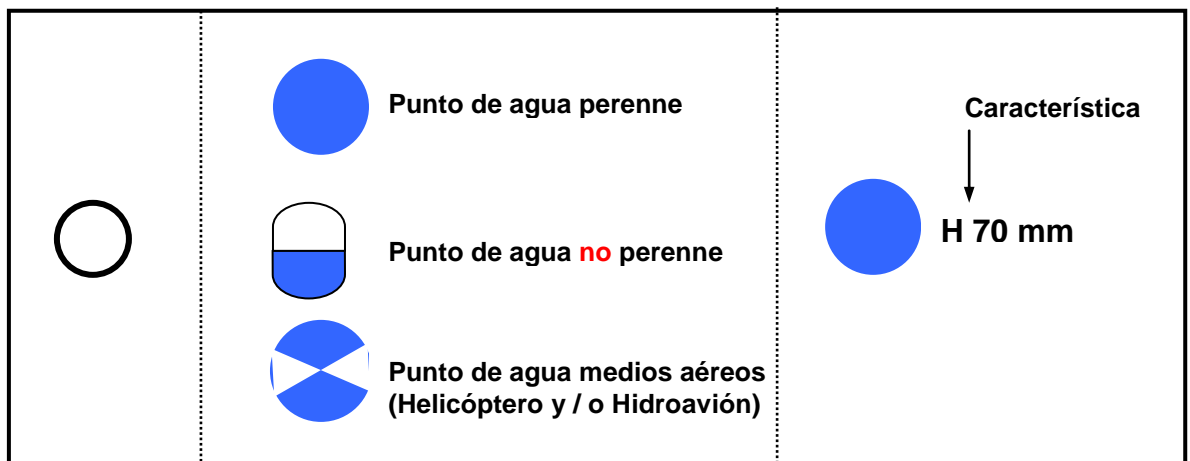 Punto de agua perenne
Punto de agua no perenne
Punto de agua medios aéreos
(Helicóptero y / o Hidroavión)
Característica
H 70 mm